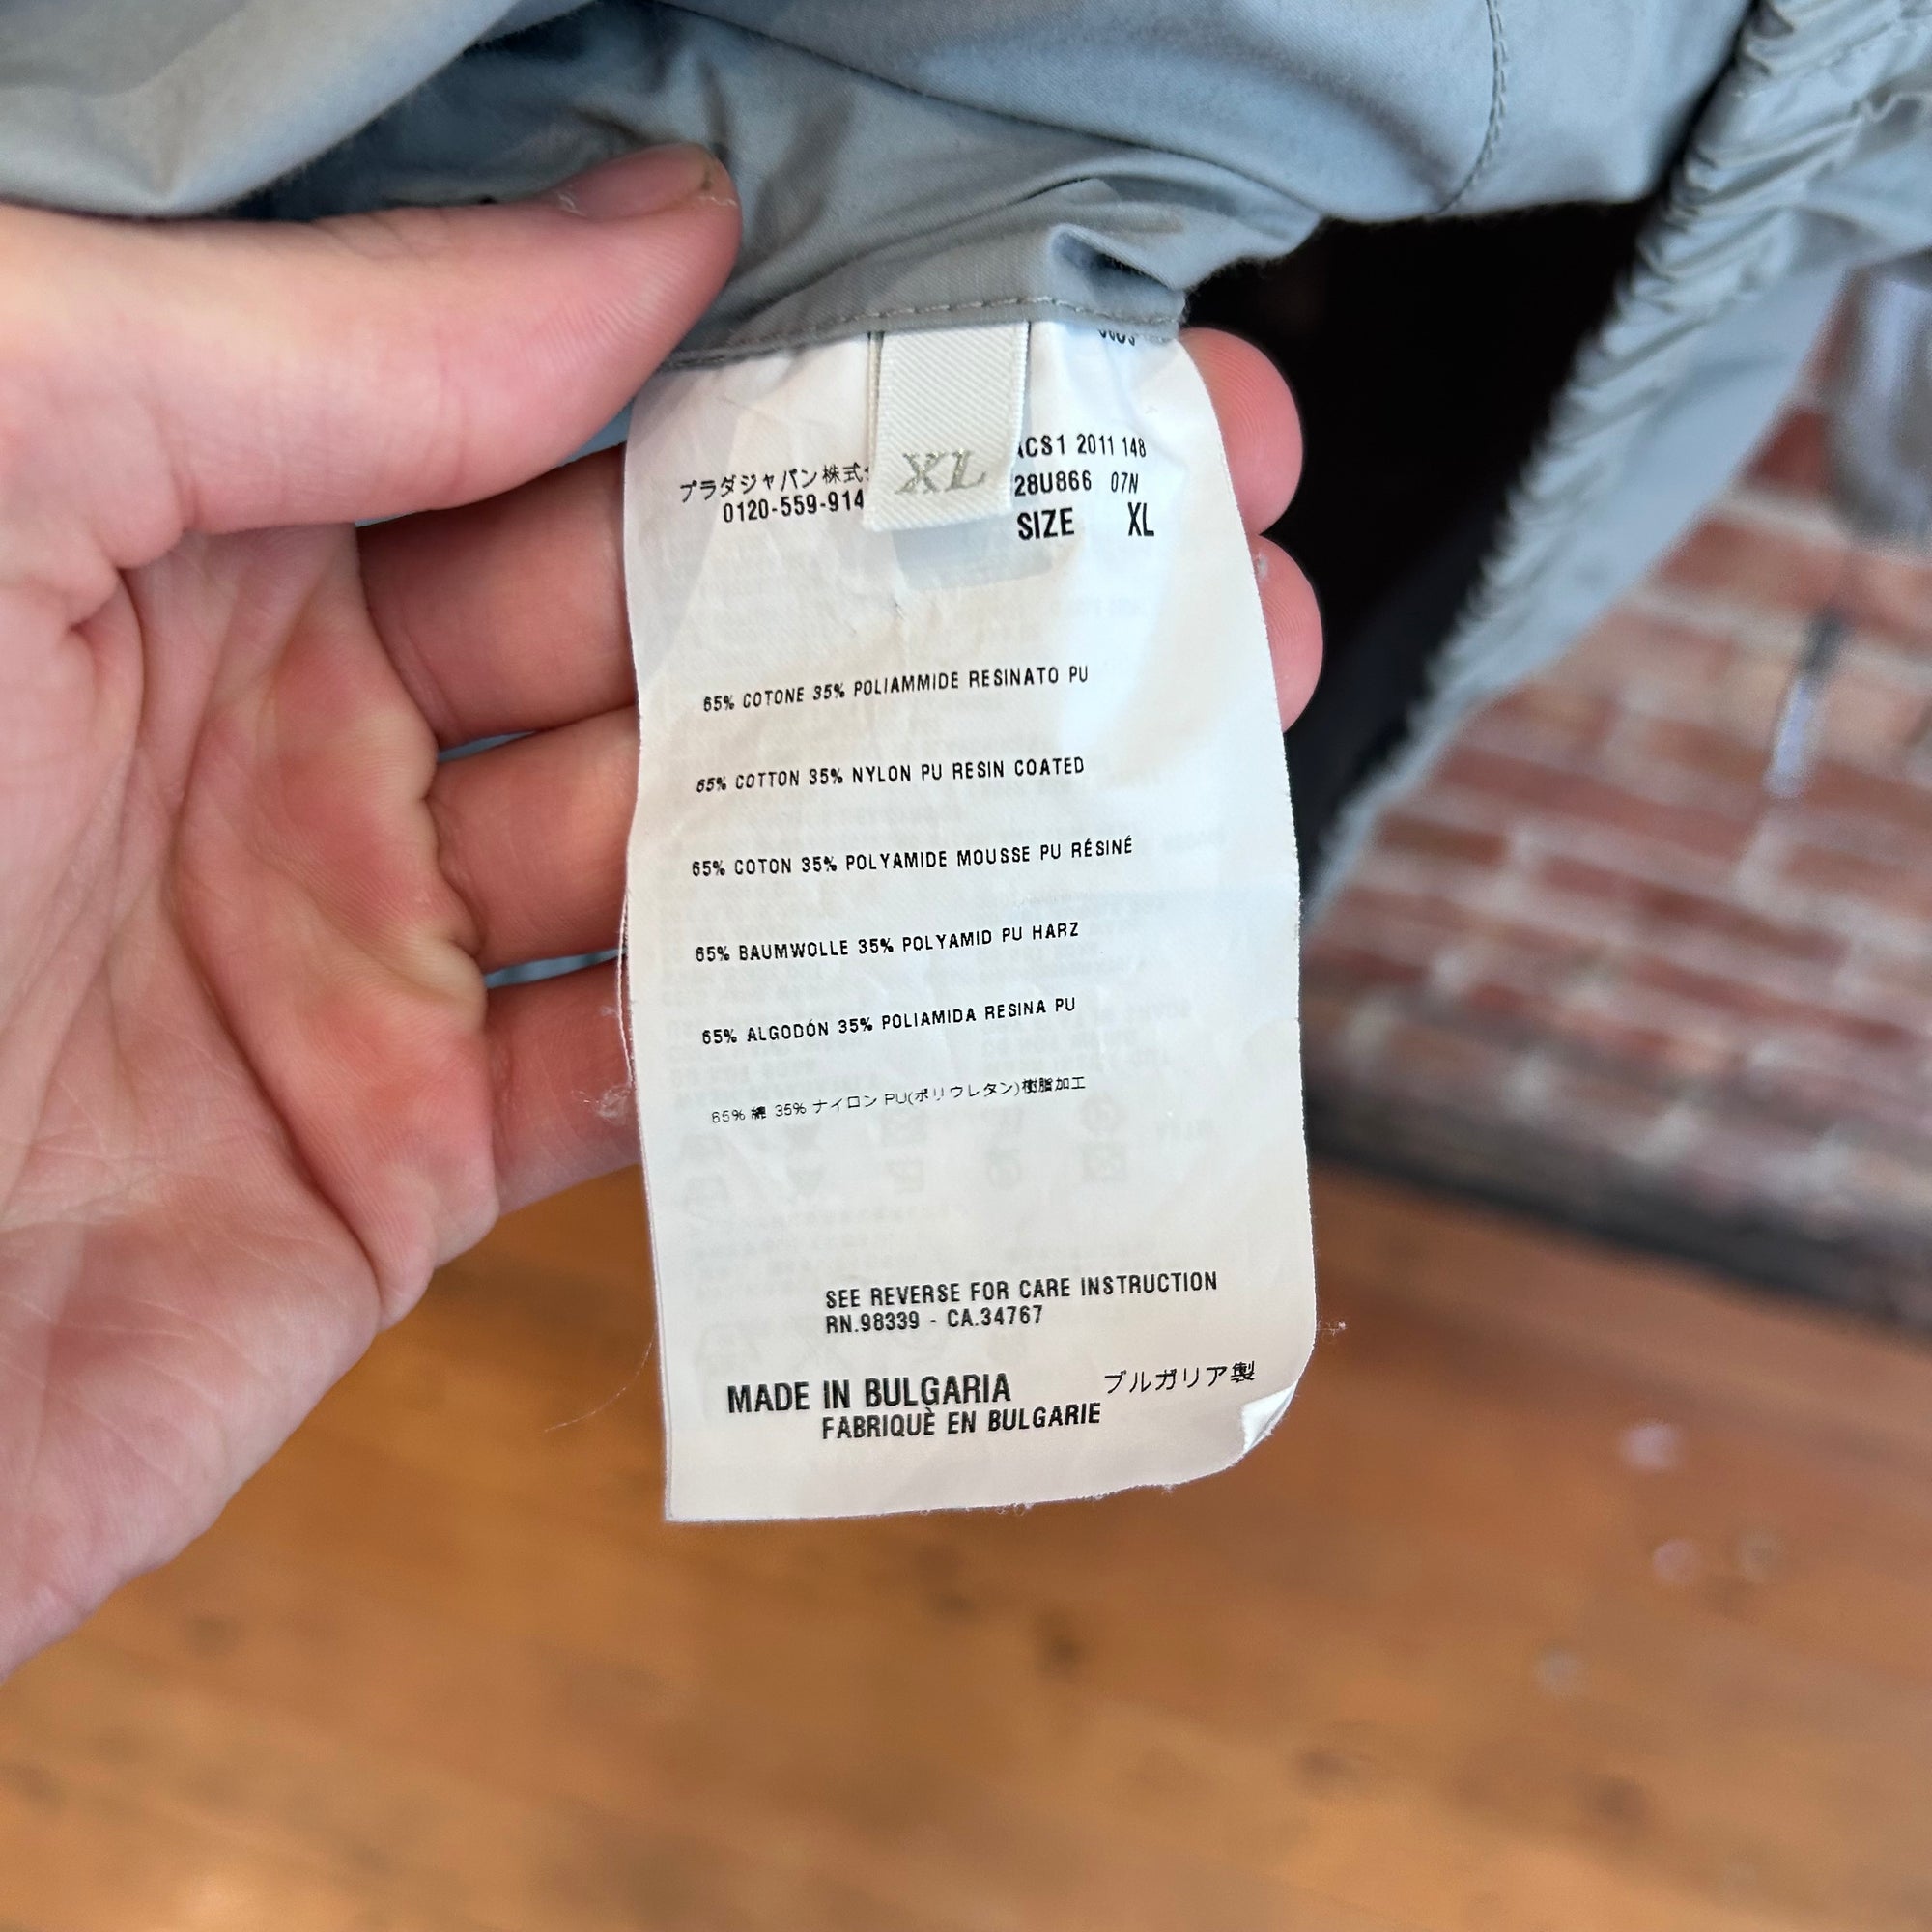 XL
プラダジャパン株式
0120-559-914
CS1 2011 148
28U866 07N
SIZE XL
65% COTONE 35% POLIAMMIDE RESINATO PU
65% COTTON 35% NYLON PU RESIN COATED
65% COTON 35% POLYAMIDE MOUSSE PU RÉSINÉ
65% BAUMWOLLE 35% POLYAMID PU HARZ
65% ALGODÓN 35% POLIAMIDA RESINA PU
65% 綿 35% ナイロン PU(ポリウレタン)樹脂加工
SEE REVERSE FOR CARE INSTRUCTION
RN.98339 - CA.34767
MADE IN BULGARIA ブルガリア製
FABRIQUÈ EN BULGARIE